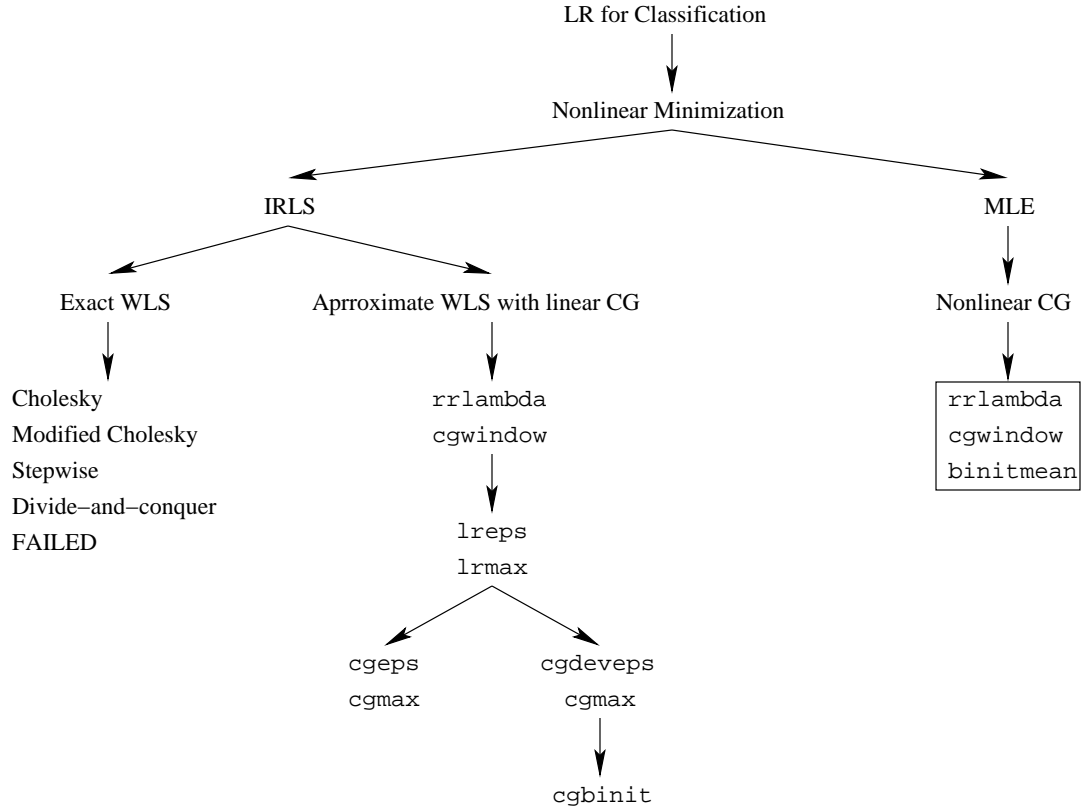 LR for Classification
Nonlinear Minimization
IRLS
MLE
Exact WLS
Aprroximate WLS with linear CG
Nonlinear CG
Cholesky
Modified Cholesky
Stepwise
Divide−and−conquer
FAILED
rrlambda
cgwindow
lreps
lrmax
cgeps
cgmax
cgdeveps
cgmax
cgbinit
rrlambda
cgwindow
binitmean